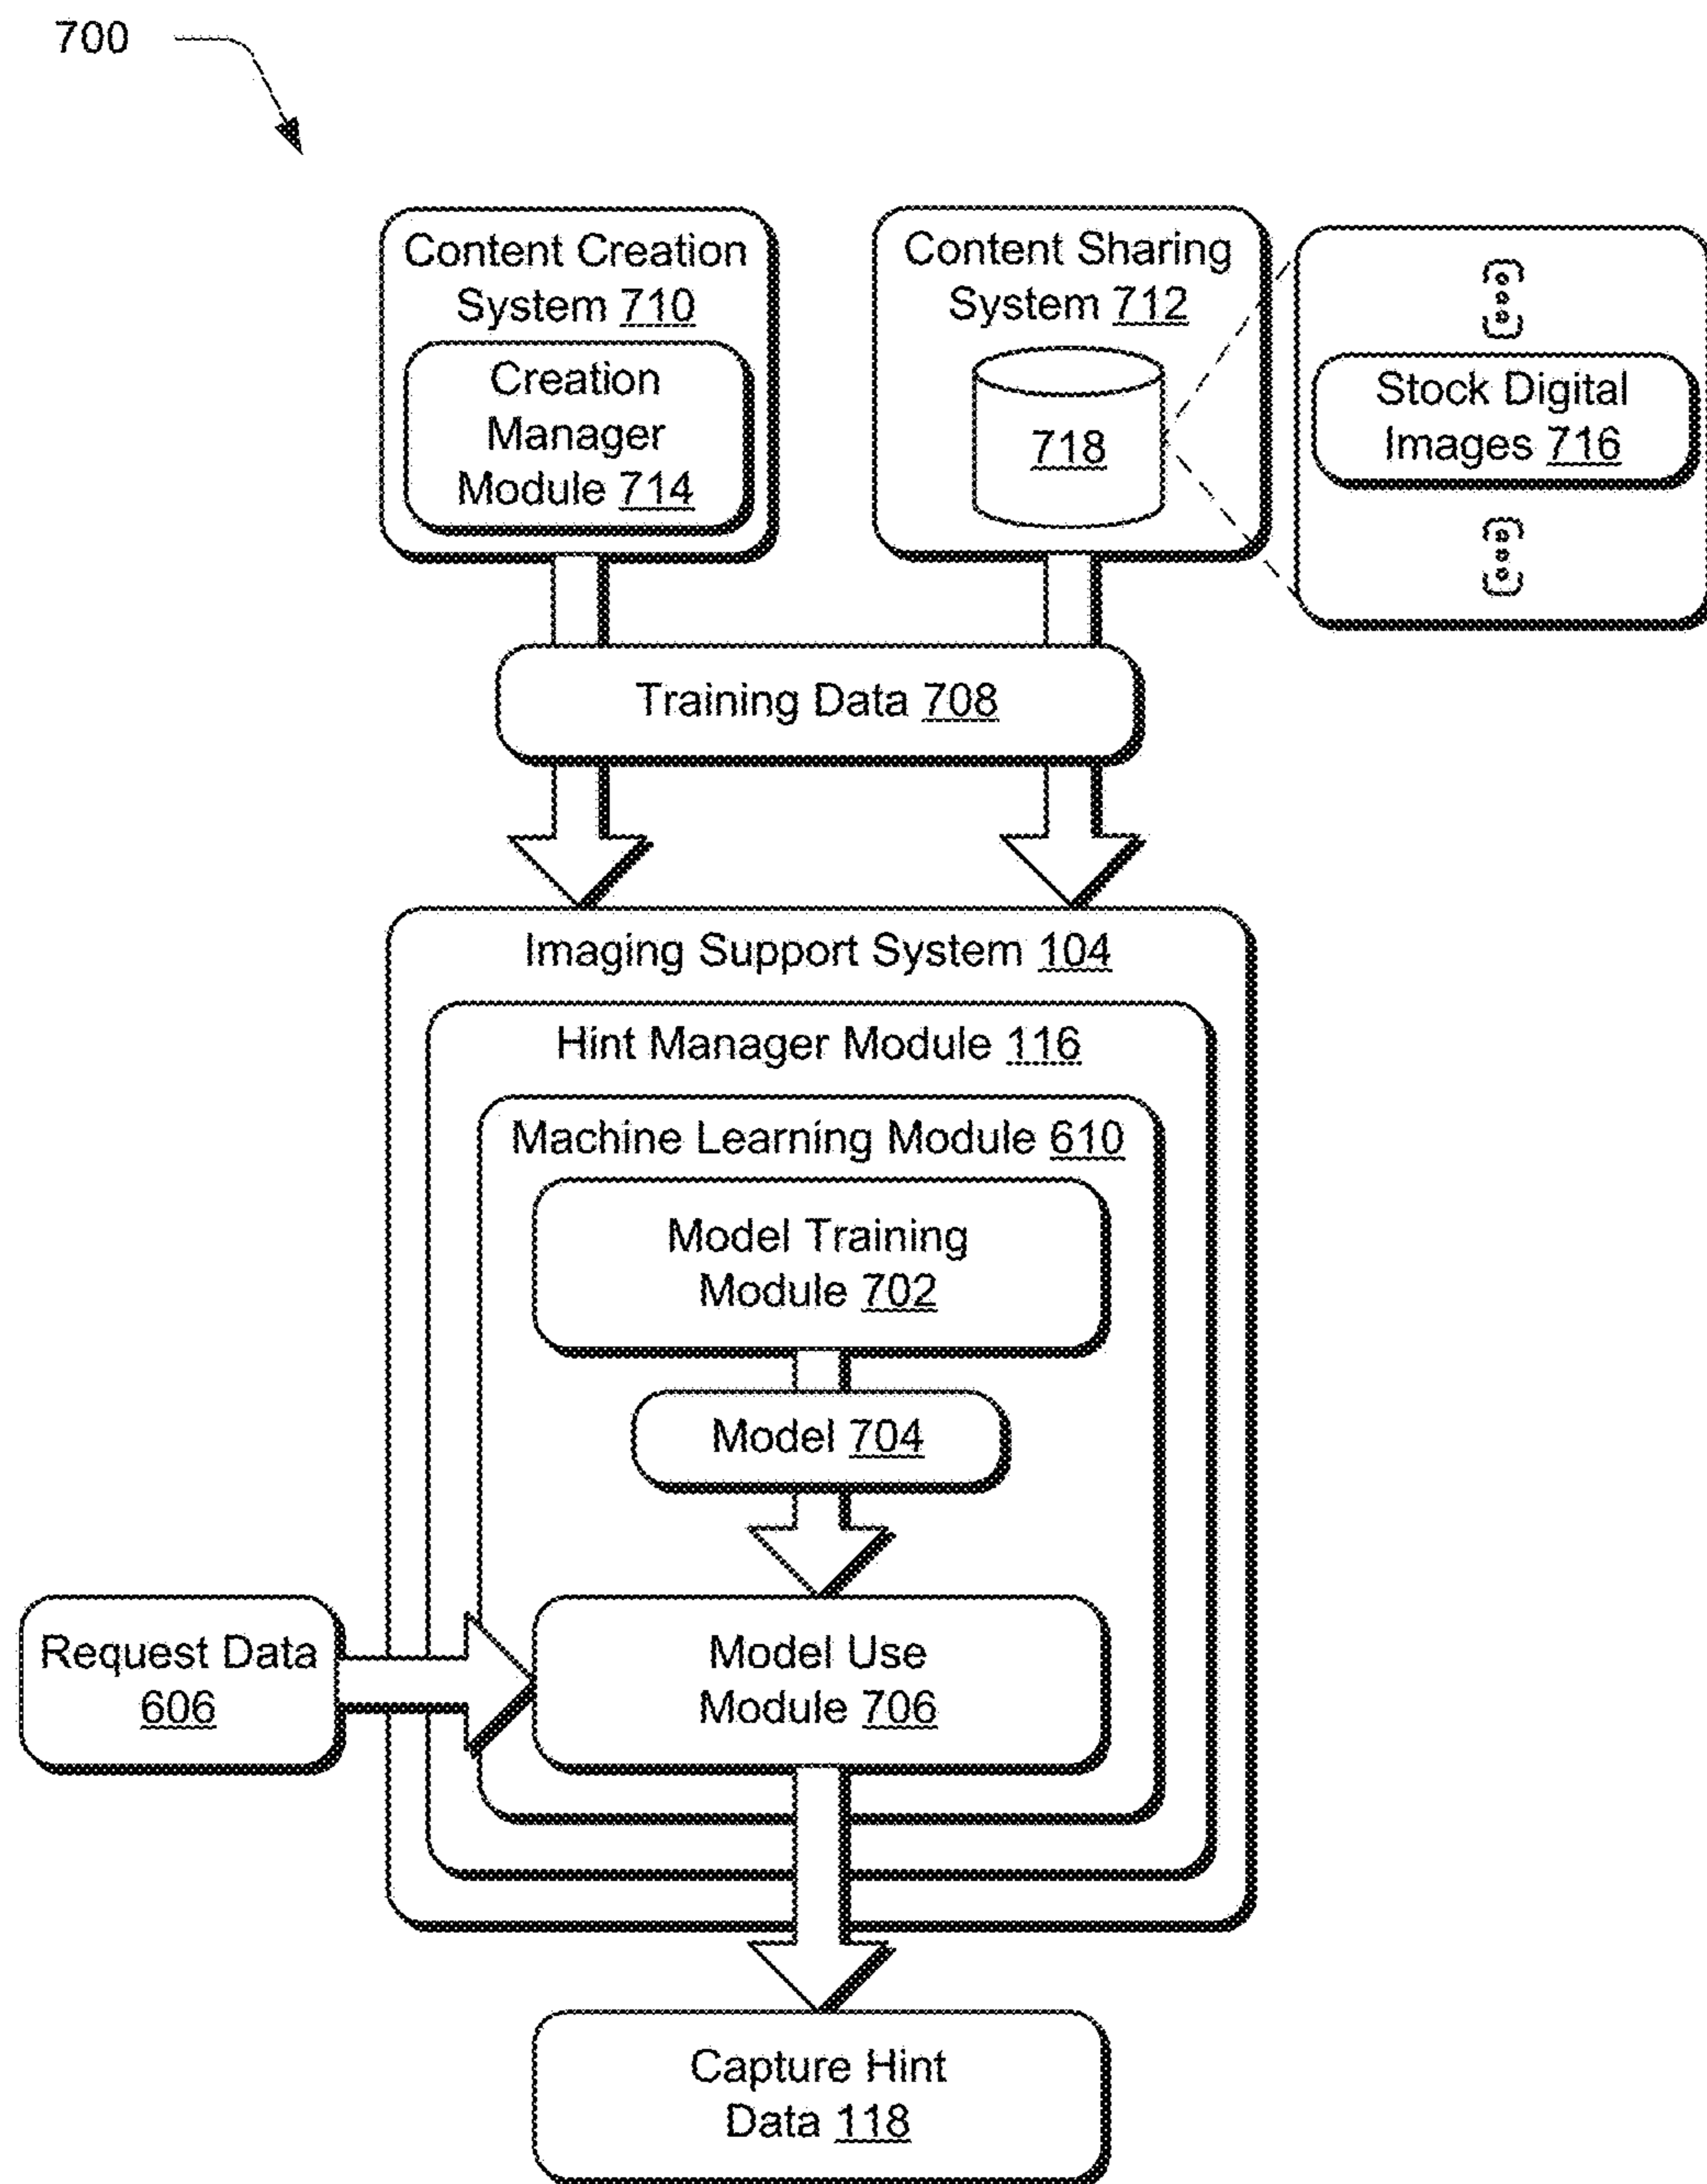 700
Content Creation
System 710
Creation
Manager
Module 714
Content Sharing
System 712
718
Stock Digital
Images 716
Training Data 708
Imaging Support System 104
Hint Manager Module 116
Machine Learning Module 610
Model Training
Module 702
Model 704
Request Data
606
Model Use
Module 706
Capture Hint
Data 118